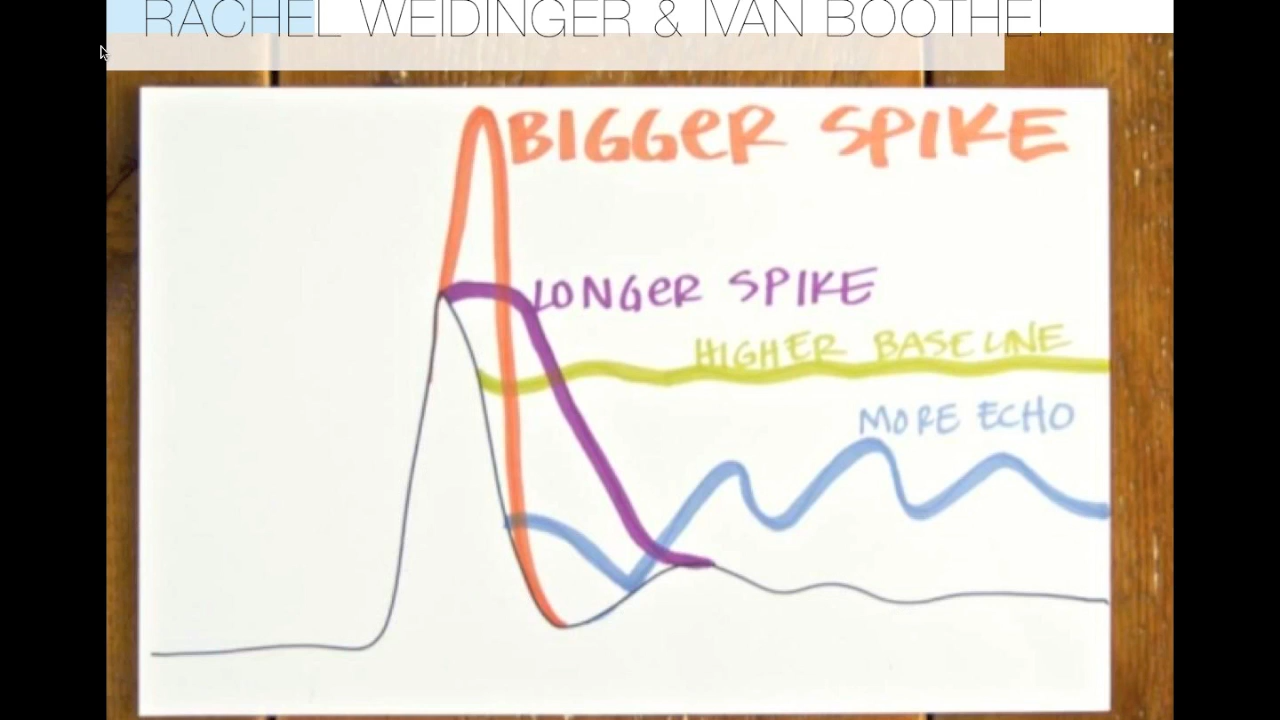 RACHEL WEIDINGER & IVAN BOOTHE!
BIGGER SPIKE
LONGER SPIKE
HIGHER BASELINE
MORE ECHO